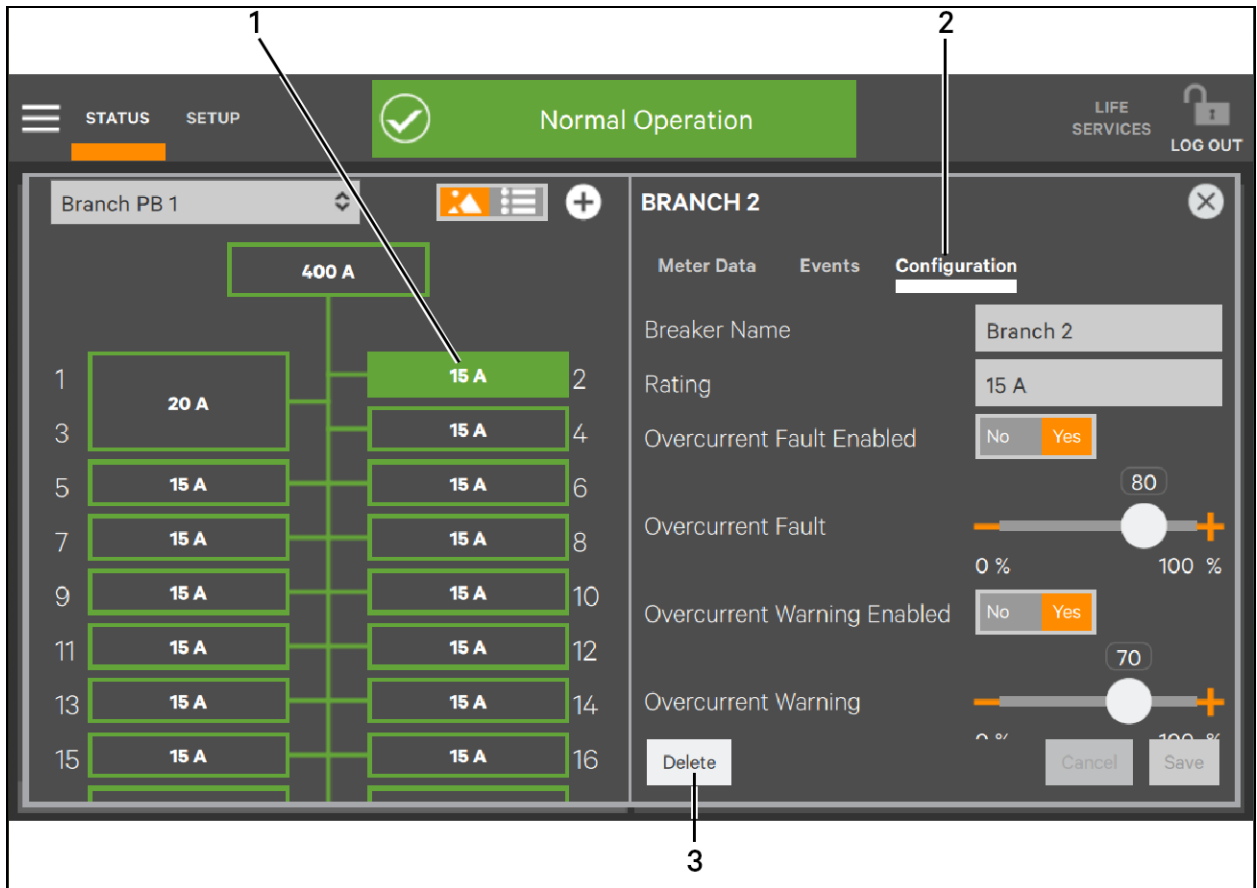 1
2
STATUS
SETUP
Normal Operation
LIFE
SERVICES
LOG OUT
Branch PB 1
400 A
1
20 A
15 A
2
3
15 A
4
5
15 A
15 A
6
7
15 A
15 A
8
9
15 A
15 A
10
11
15 A
15 A
12
13
15 A
15 A
14
15
15 A
15 A
16
BRANCH 2
Meter Data
Events
Configuration
Breaker Name
Branch 2
Rating
15 A
Overcurrent Fault Enabled
No
Yes
80
Overcurrent Fault
0 %
100 %
Overcurrent Warning Enabled
No
Yes
70
Overcurrent Warning
0 %
100 %
Delete
Cancel
Save
3